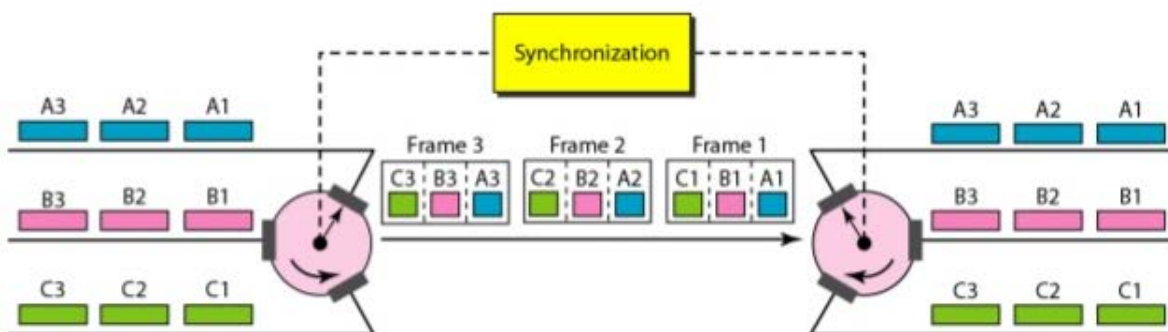 Synchronization
A3 A2 A1
A3 A2 A1
Frame 3 Frame 2 Frame 1
C3 B3 A3 C2 B2 A2 C1 B1 A1
B3 B2 B1
B3 B2 B1
C3 C2 C1
C3 C2 C1